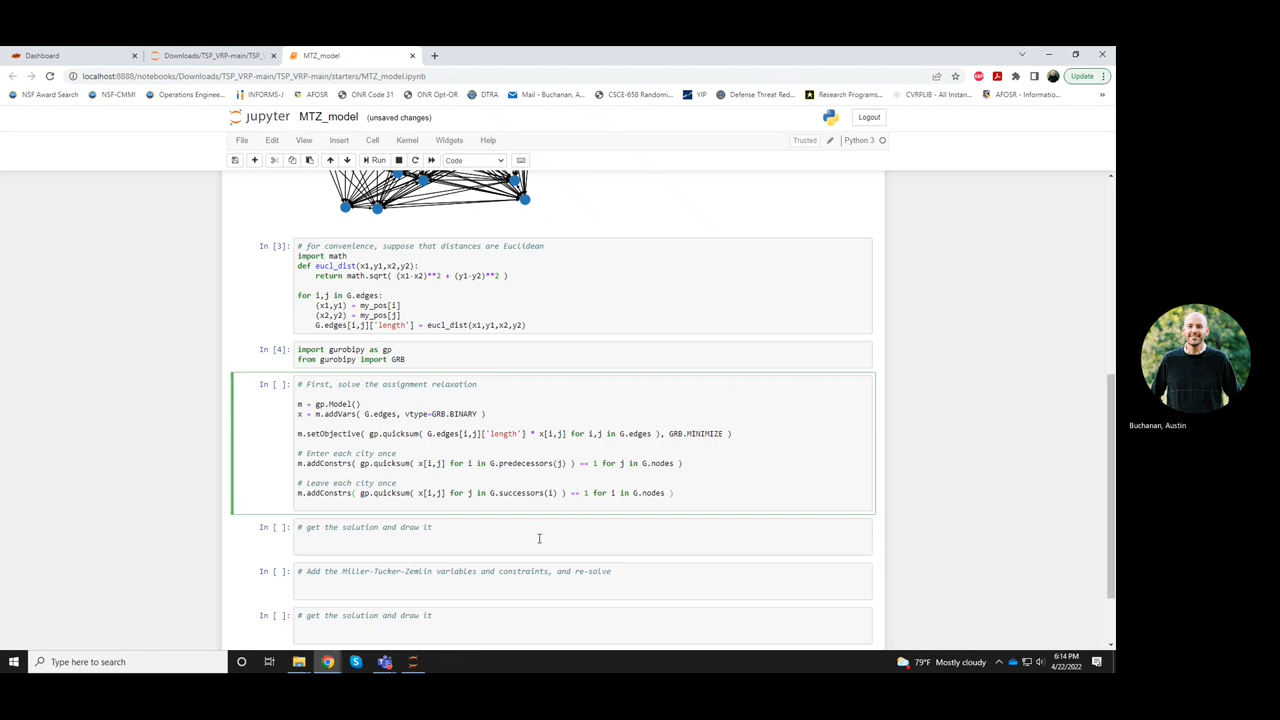 Dashboard
Downloads/TSP_VRP-main/TSP_
MTZ_model
localhost:8888/notebooks/Downloads/TSP_VRP-main/TSP_VRP-main/starters/MTZ_model.ipynb
Update
NSF Award Search
NSF-CMMI
Operations Enginee...
INFORMS-J
AFOSR
ONR Code 31
ONR Opt-OR
DTRA
Mail - Buchanan, A...
CSCE-658 Randomi...
YIP
Defense Threat Red...
Research Programs...
CVRPLIB - All Instan...
AFOSR - Informatio...
jupyter MTZ_model (unsaved changes)
Logout
File Edit View Insert Cell Kernel Widgets Help
Trusted
Python 3
Run
Code
In [3]:
# for convenience, suppose that distances are Euclidean
import math
def eucl_dist(x1,y1,x2,y2):
return math.sqrt( (x1-x2)**2 + (y1-y2)**2 )
for i,j in G.edges:
(x1,y1) = my_pos[i]
(x2,y2) = my_pos[j]
G.edges[i,j]['length'] = eucl_dist(x1,y1,x2,y2)
In [4]:
import gurobipy as gp
from gurobipy import GRB
In [ ]:
# First, solve the assignment relaxation
m = gp.Model()
x = m.addVars( G.edges, vtype=GRB.BINARY )
m.setObjective( gp.quicksum( G.edges[i,j]['length'] * x[i,j] for i,j in G.edges ), GRB.MINIMIZE )
# Enter each city once
m.addConstrs( gp.quicksum( x[i,j] for i in G.predecessors(j) ) == 1 for j in G.nodes )
# Leave each city once
m.addConstrs( gp.quicksum( x[i,j] for j in G.successors(i) ) == 1 for i in G.nodes )
In [ ]:
# get the solution and draw it
In [ ]:
# Add the Miller-Tucker-Zemlin variables and constraints, and re-solve
In [ ]:
# get the solution and draw it
Buchanan, Austin
Type here to search
79°F Mostly cloudy
6:14 PM
4/22/2022